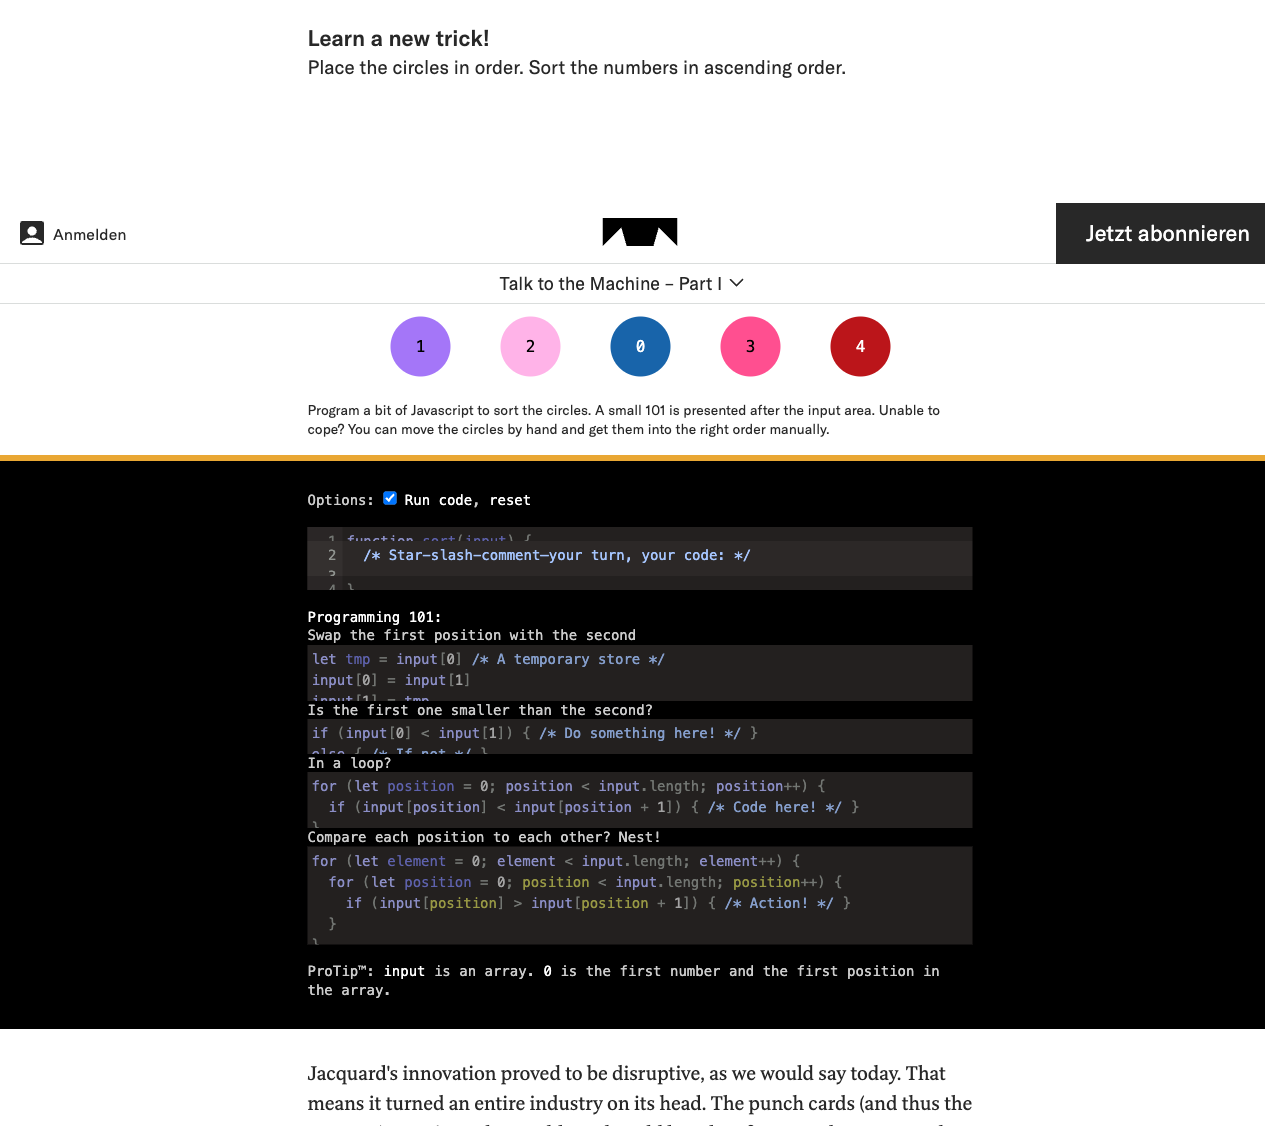 Learn a new trick!
Place the circles in order. Sort the numbers in ascending order.
Anmelden
Jetzt abonnieren
Talk to the Machine – Part I
1 2 0 3 4
Program a bit of Javascript to sort the circles. A small 101 is presented after the input area. Unable to
cope? You can move the circles by hand and get them into the right order manually.
Options: Run code, reset
1 function sort(input) {
2 /* Star-slash-comment—your turn, your code: */
3
4 }
Programming 101:
Swap the first position with the second
let tmp = input[0] /* A temporary store */
input[0] = input[1]
input[1] = tmp
Is the first one smaller than the second?
if (input[0] < input[1]) { /* Do something here! */ }
else { /* If not */ }
In a loop?
for (let position = 0; position < input.length; position++) {
if (input[position] < input[position + 1]) { /* Code here! */ }
}
Compare each position to each other? Nest!
for (let element = 0; element < input.length; element++) {
for (let position = 0; position < input.length; position++) {
if (input[position] > input[position + 1]) { /* Action! */ }
}
}
ProTip™: input is an array. 0 is the first number and the first position in
the array.
Jacquard's innovation proved to be disruptive, as we would say today. That
means it turned an entire industry on its head. The punch cards (and thus the